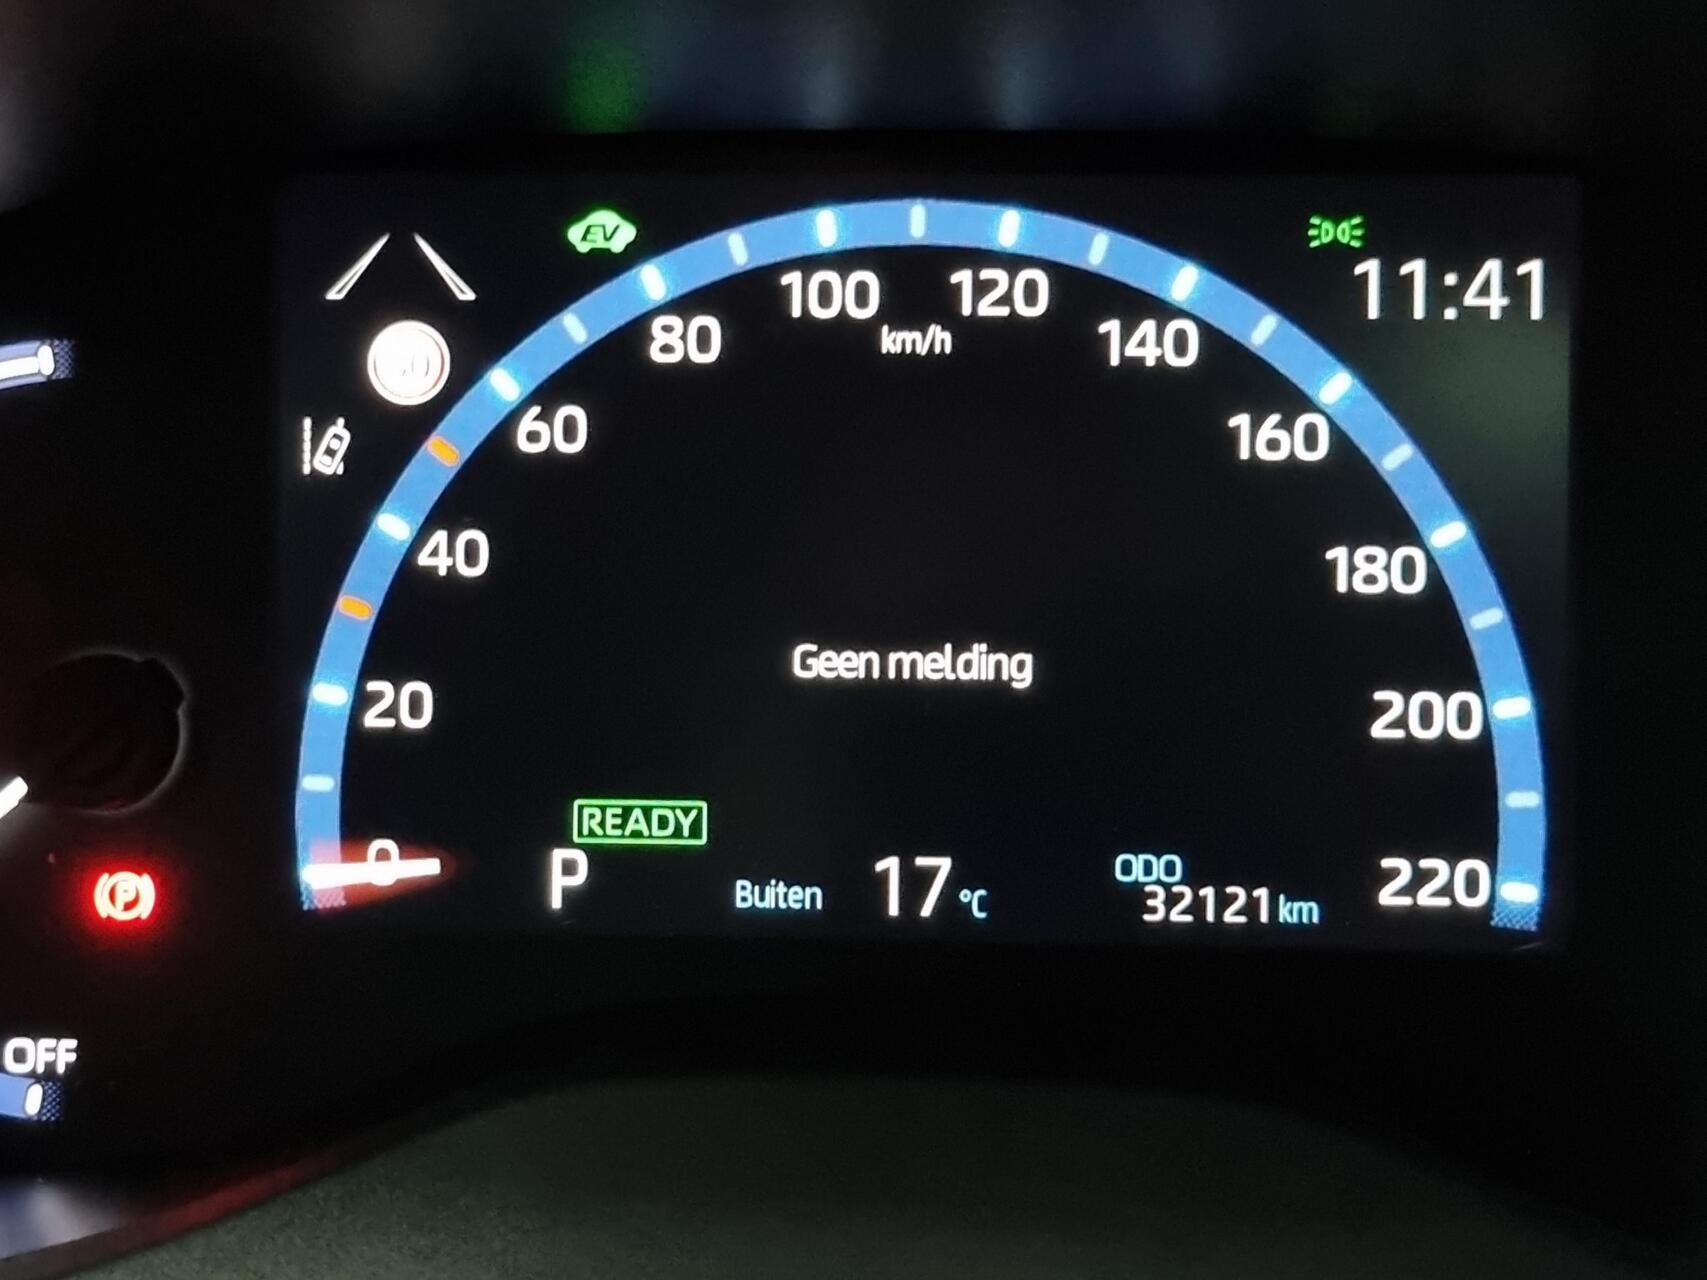 EV
11:41
100 120
km/h
80 140
60 160
40 180
Geen melding
20 200
READY
0
P Buiten 17 °C ODO 32121 km 220
P
OFF